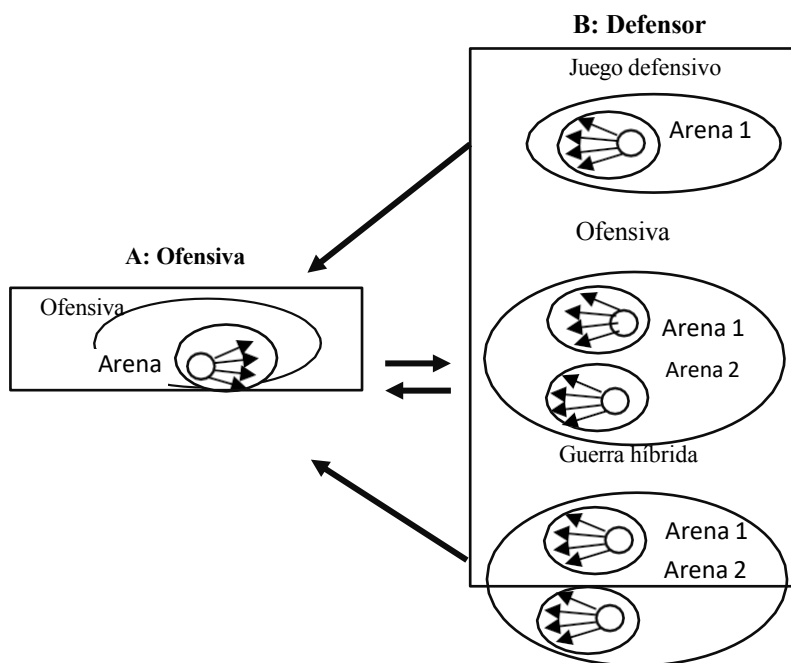 B: Defensor
Juego defensivo
Arena 1
Ofensiva
A: Ofensiva
Ofensiva
Arena
Arena 1
Arena 2
Guerra híbrida
Arena 1
Arena 2